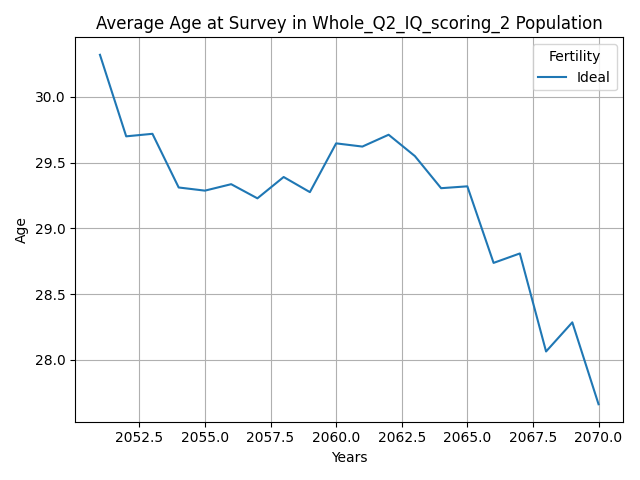 Average Age at Survey in Whole_Q2_IQ_scoring_2 Population
Fertility
Ideal
30.0
29.5
29.0
28.5
28.0
Age
2052.5 2055.0 2057.5 2060.0 2062.5 2065.0 2067.5 2070.0
Years